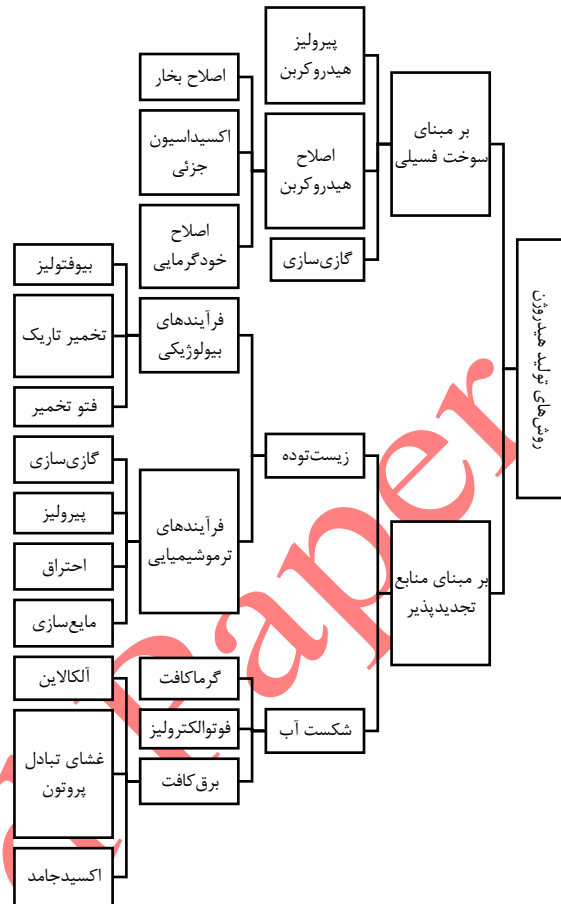 روش‌های تولید هیدروژن
بر مبنای
سوخت فسیلی
پیرولیز
هیدروکربن
اصلاح
هیدروکربن
اصلاح بخار
اکسیداسیون
جزئی
اصلاح
خودگرمایی
گازی‌سازی
بر مبنای منابع
تجدیدپذیر
زیست‌توده
فرآیندهای
بیولوژیکی
بیوفتولیز
تخمیر تاریک
فتو تخمیر
فرآیندهای
ترموشیمیایی
گازی‌سازی
پیرولیز
احتراق
مایع‌سازی
شکست آب
گرماکافت
فوتوالکترولیز
برق‌کافت
آلکالاین
غشای تبادل
پروتون
اکسیدجامد
Paper